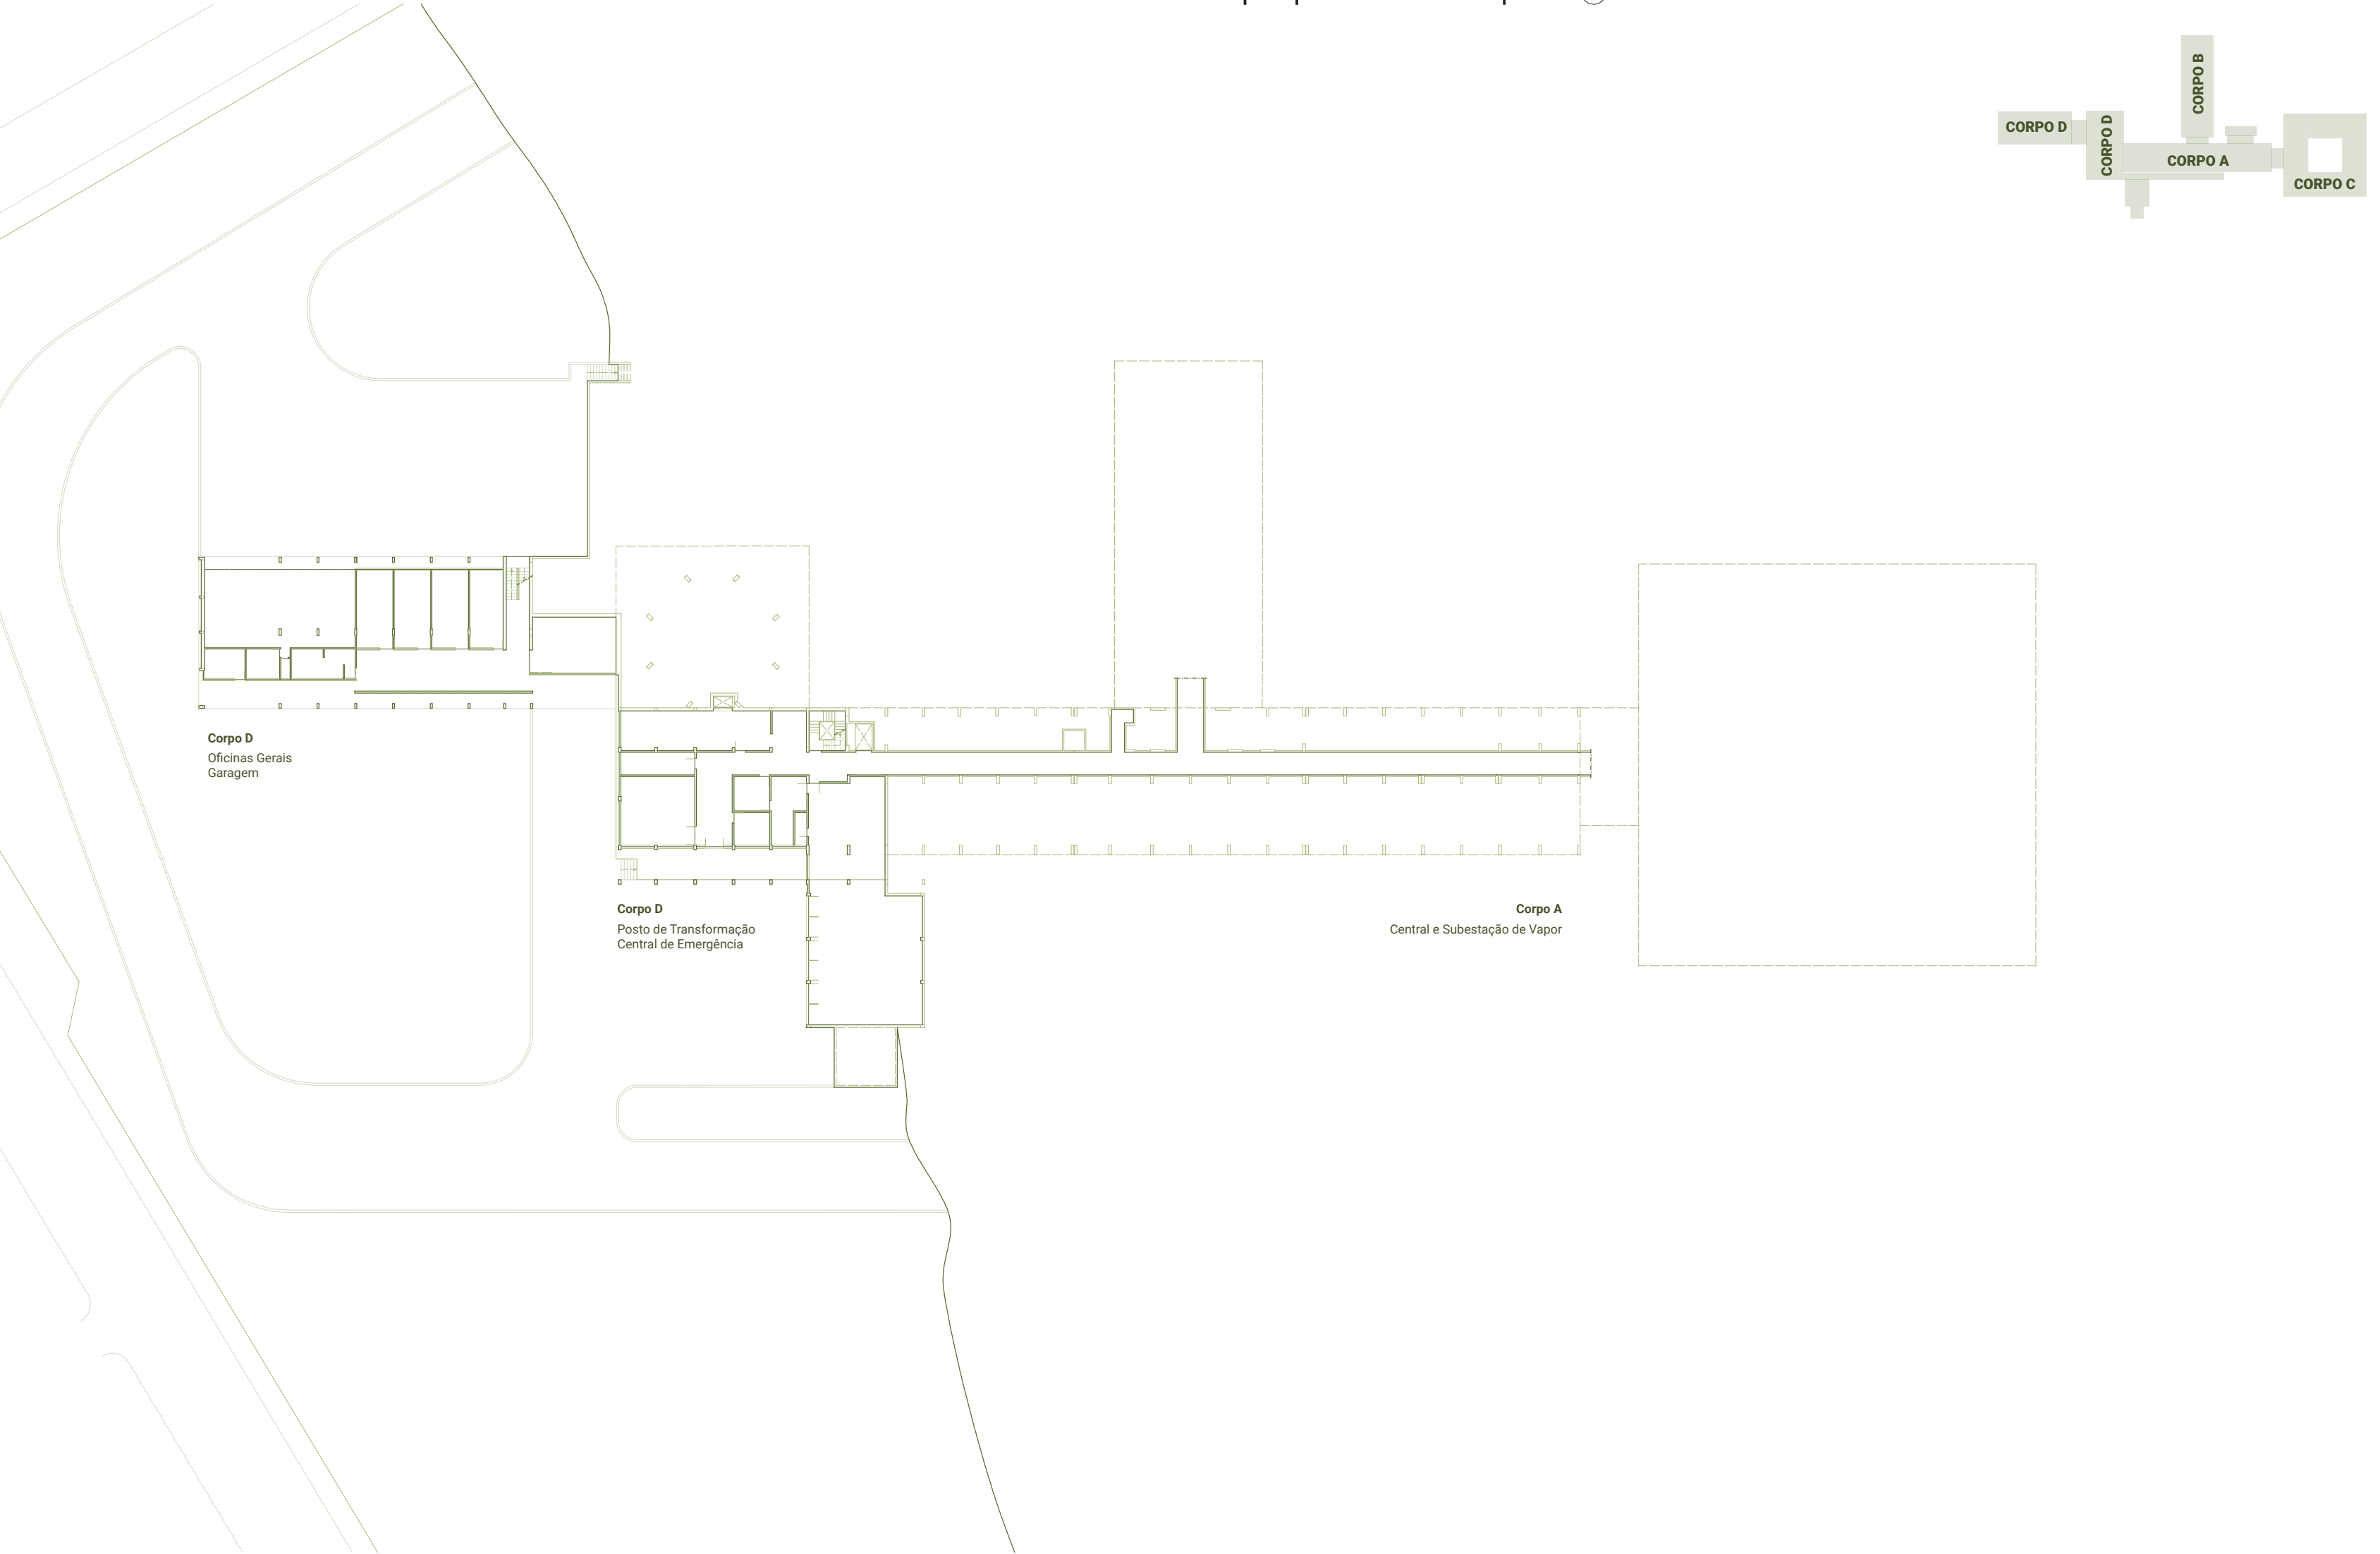 CORPO B
CORPO D
CORPO D
CORPO A
CORPO C
Corpo D
Oficinas Gerais
Garagem
Corpo D
Posto de Transformação
Central de Emergência
Corpo A
Central e Subestação de Vapor